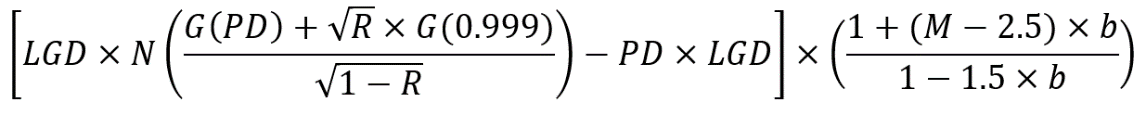 [LGD × N((G(PD) + √R × G(0.999))/√(1 − R)) − PD × LGD] × ((1 + (M − 2.5) × b)/(1 − 1.5 × b))